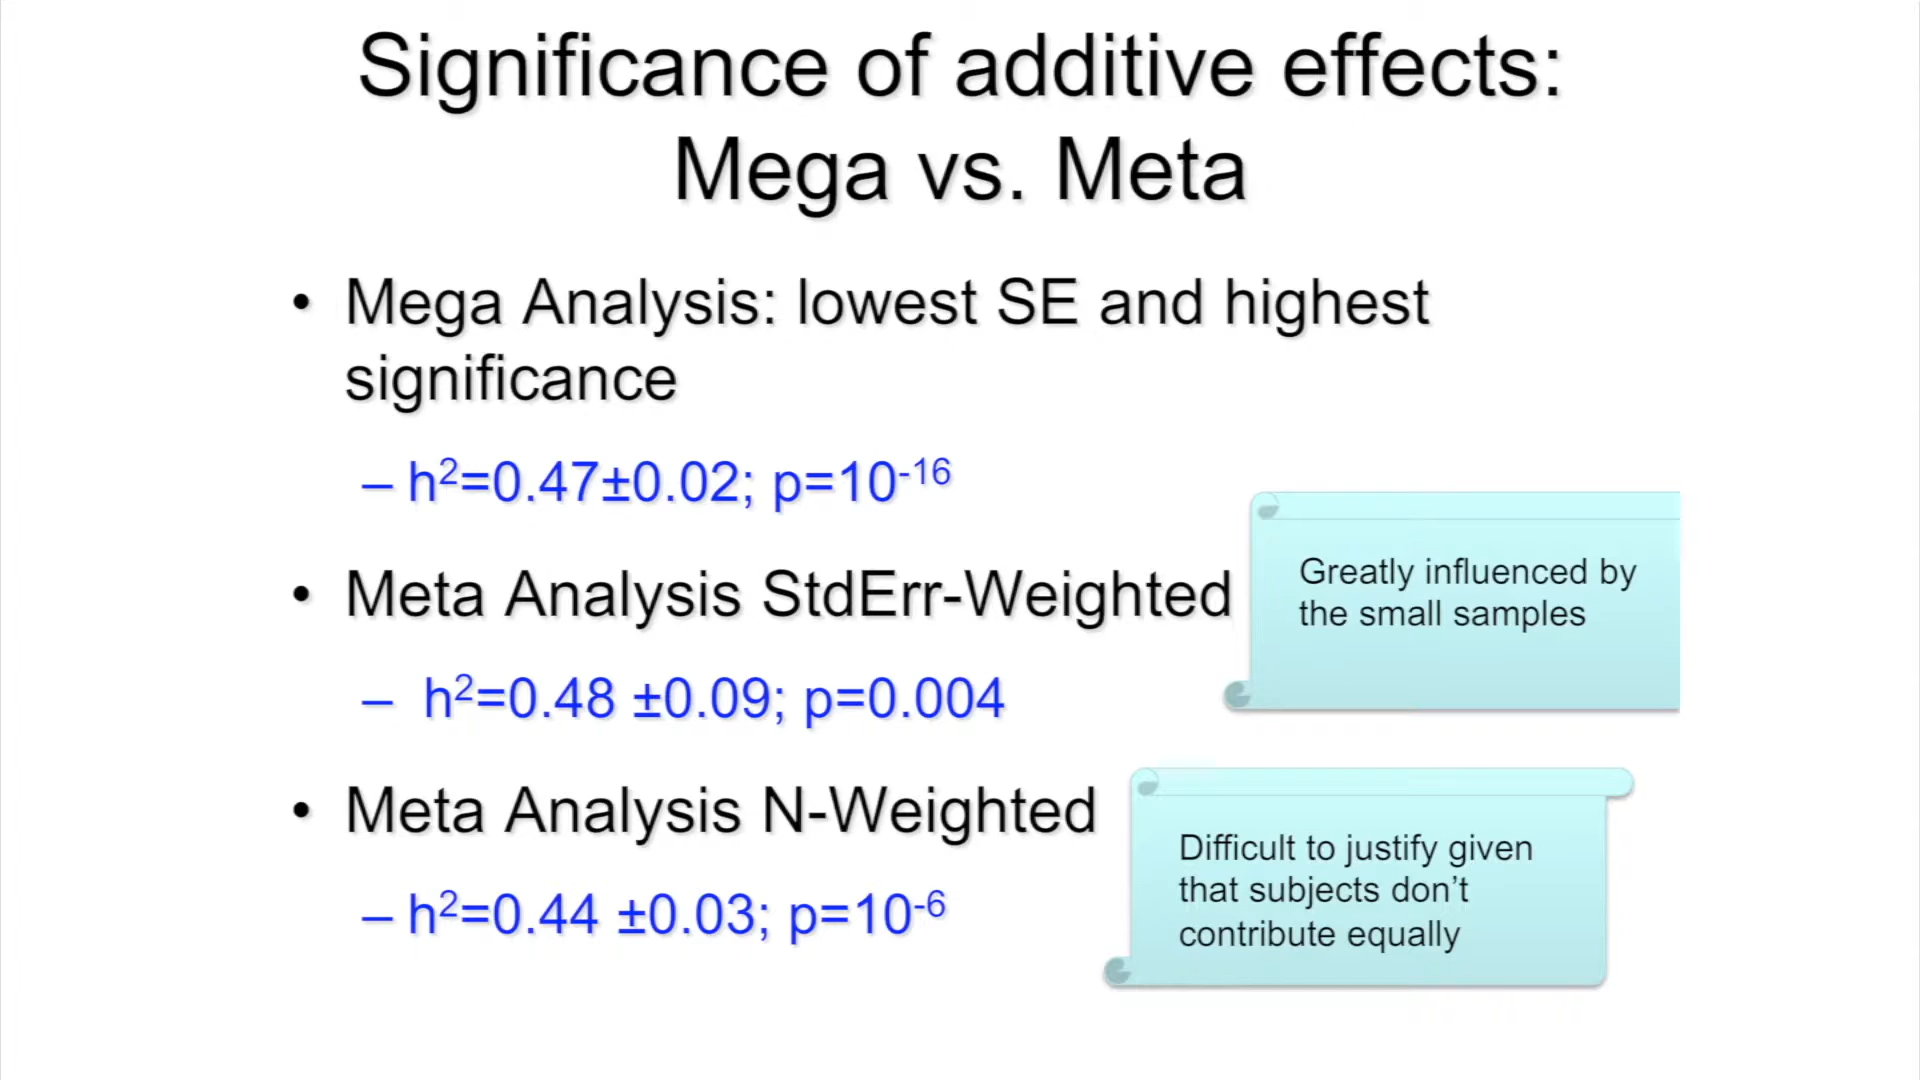 Significance of additive effects:
Mega vs. Meta
• Mega Analysis: lowest SE and highest
significance
– h²=0.47±0.02; p=10⁻¹⁶
• Meta Analysis StdErr-Weighted
– h²=0.48 ±0.09; p=0.004
Greatly influenced by
the small samples
• Meta Analysis N-Weighted
– h²=0.44 ±0.03; p=10⁻⁶
Difficult to justify given
that subjects don’t
contribute equally